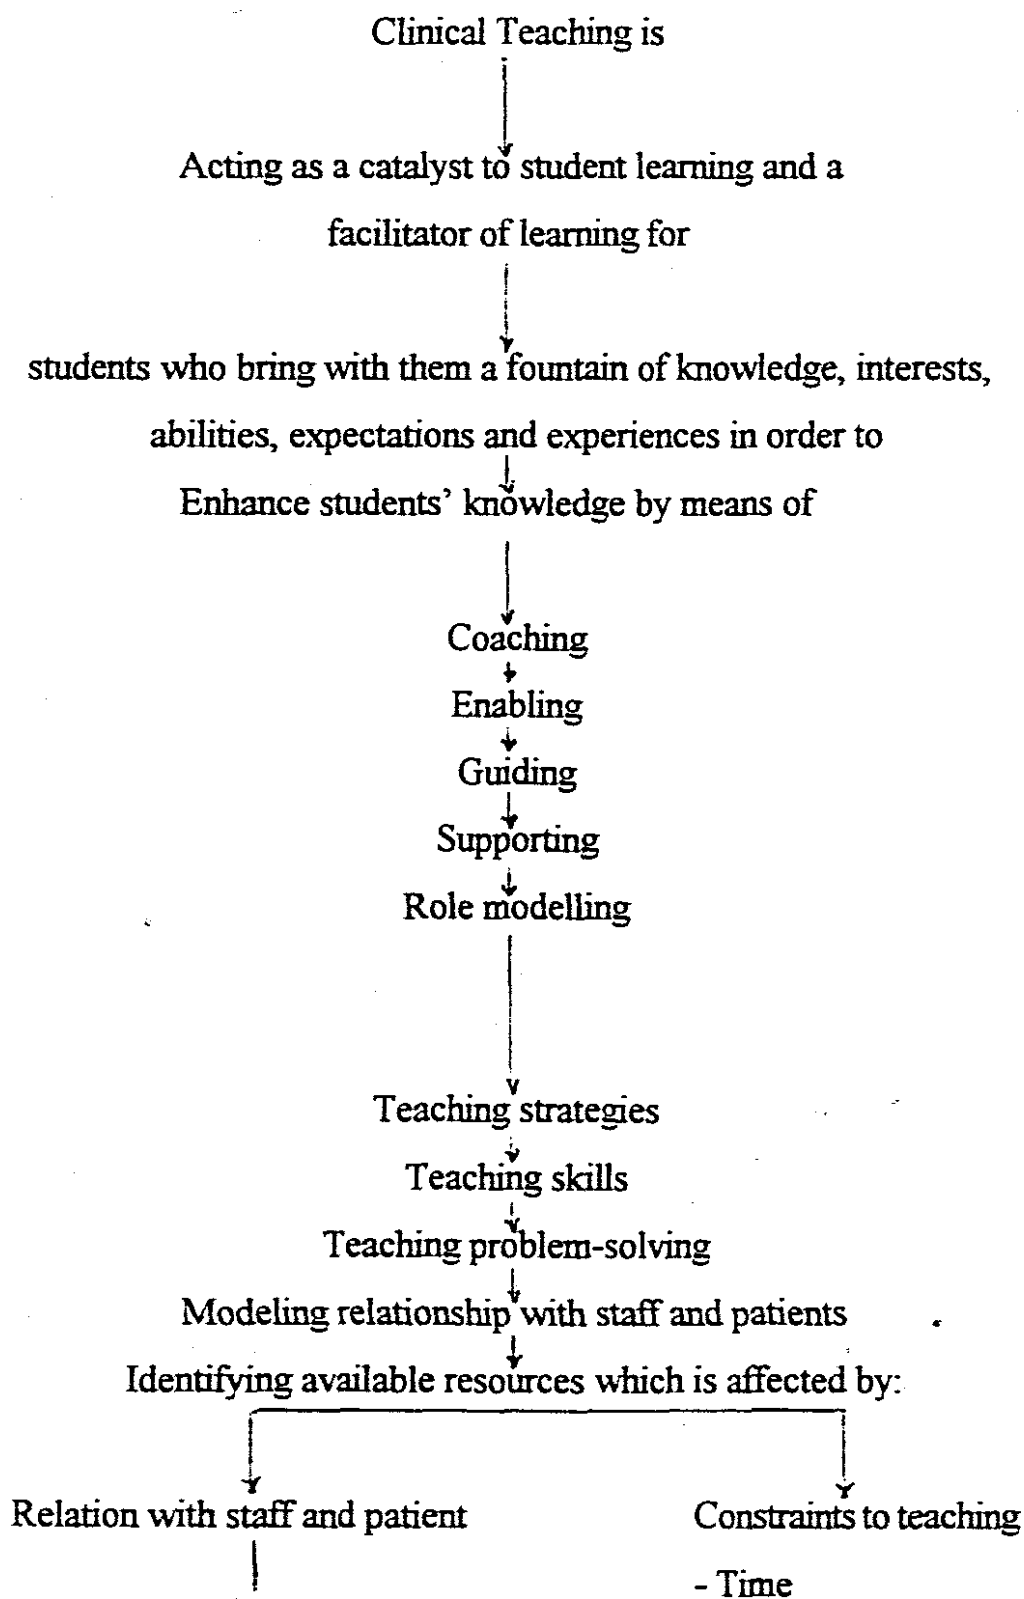 Clinical Teaching is
Acting as a catalyst to student learning and a
facilitator of learning for
students who bring with them a fountain of knowledge, interests,
abilities, expectations and experiences in order to
Enhance students' knowledge by means of
Coaching
Enabling
Guiding
Supporting
Role modelling
Teaching strategies
Teaching skills
Teaching problem-solving
Modeling relationship with staff and patients
Identifying available resources which is affected by:
Relation with staff and patient
Constraints to teaching
- Time